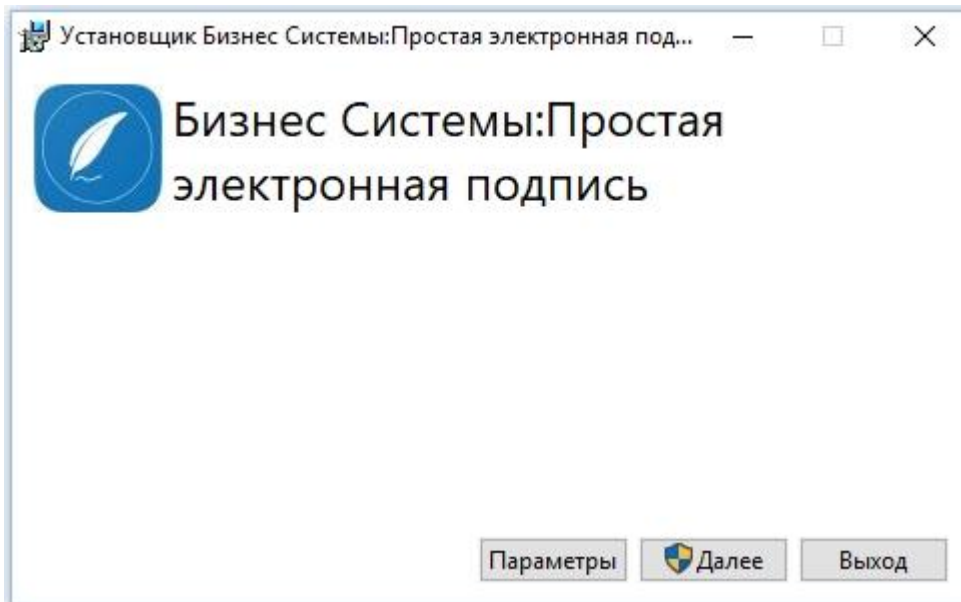 Установщик Бизнес Системы:Простая электронная под...
Бизнес Системы:Простая
электронная подпись
Параметры
Далее
Выход